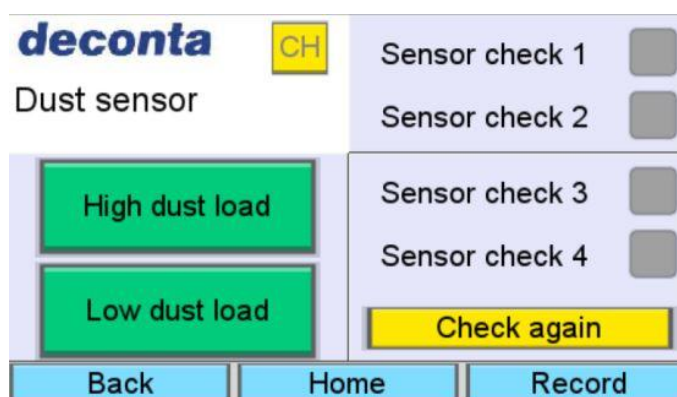 deconta
CH
Dust sensor
Sensor check 1
Sensor check 2
High dust load
Low dust load
Sensor check 3
Sensor check 4
Check again
Back
Home
Record